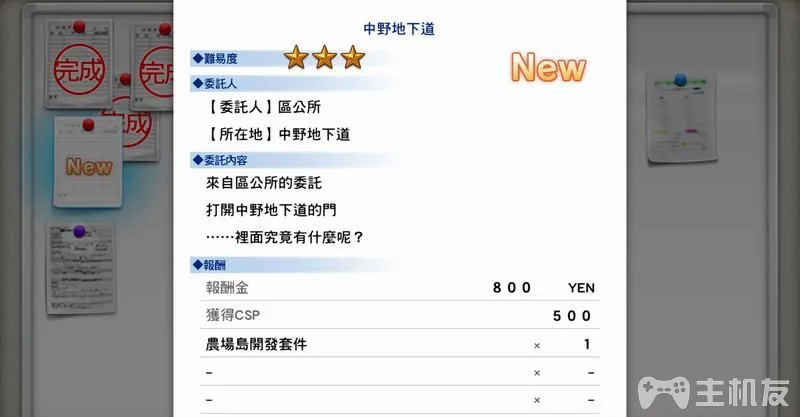 完成
完成
完成
New
中野地下道
◆難易度
New
◆委託人
【委託人】區公所
【所在地】中野地下道
◆委託內容
來自區公所的委託
打開中野地下道的門
……裡面究竟有什麼呢？
◆報酬
報酬金 800 YEN
獲得CSP 500
農場島開發套件 × 1
– × –
– × –
主机友